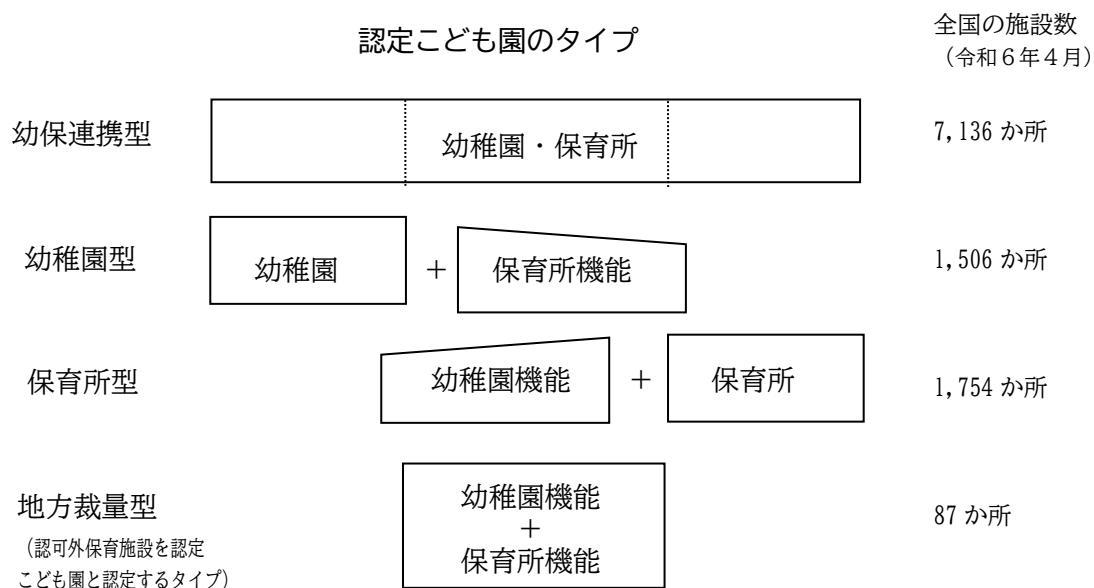 認定こども園のタイプ
全国の施設数
（令和６年４月）
幼保連携型
幼稚園・保育所
7,136 か所
幼稚園型
幼稚園
＋
保育所機能
1,506 か所
保育所型
幼稚園機能
＋
保育所
1,754 か所
地方裁量型
（認可外保育施設を認定
こども園と認定するタイプ）
幼稚園機能
＋
保育所機能
87 か所